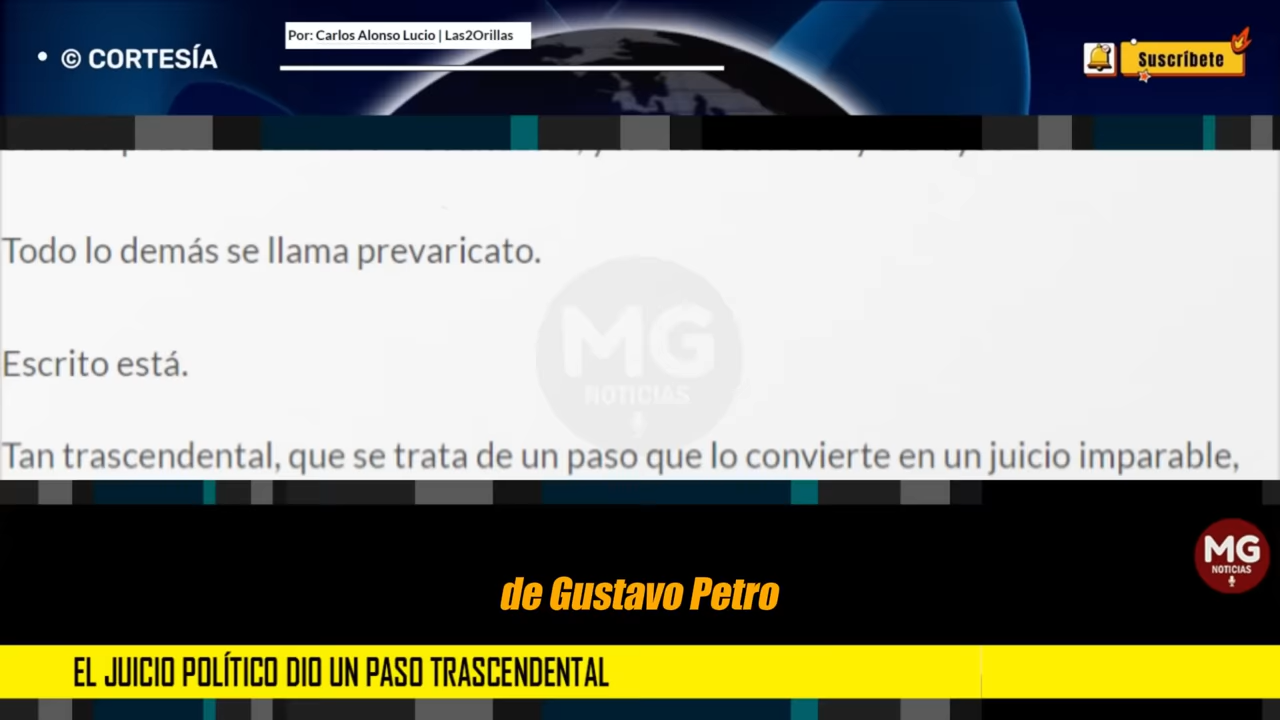 Por: Carlos Alonso Lucio | Las2Orillas
• © CORTESÍA
Suscríbete
Todo lo demás se llama prevaricato.
MG
NOTICIAS
Escrito está.
Tan trascendental, que se trata de un paso que lo convierte en un juicio imparable,
MG
NOTICIAS
de Gustavo Petro
EL JUICIO POLÍTICO DIO UN PASO TRASCENDENTAL